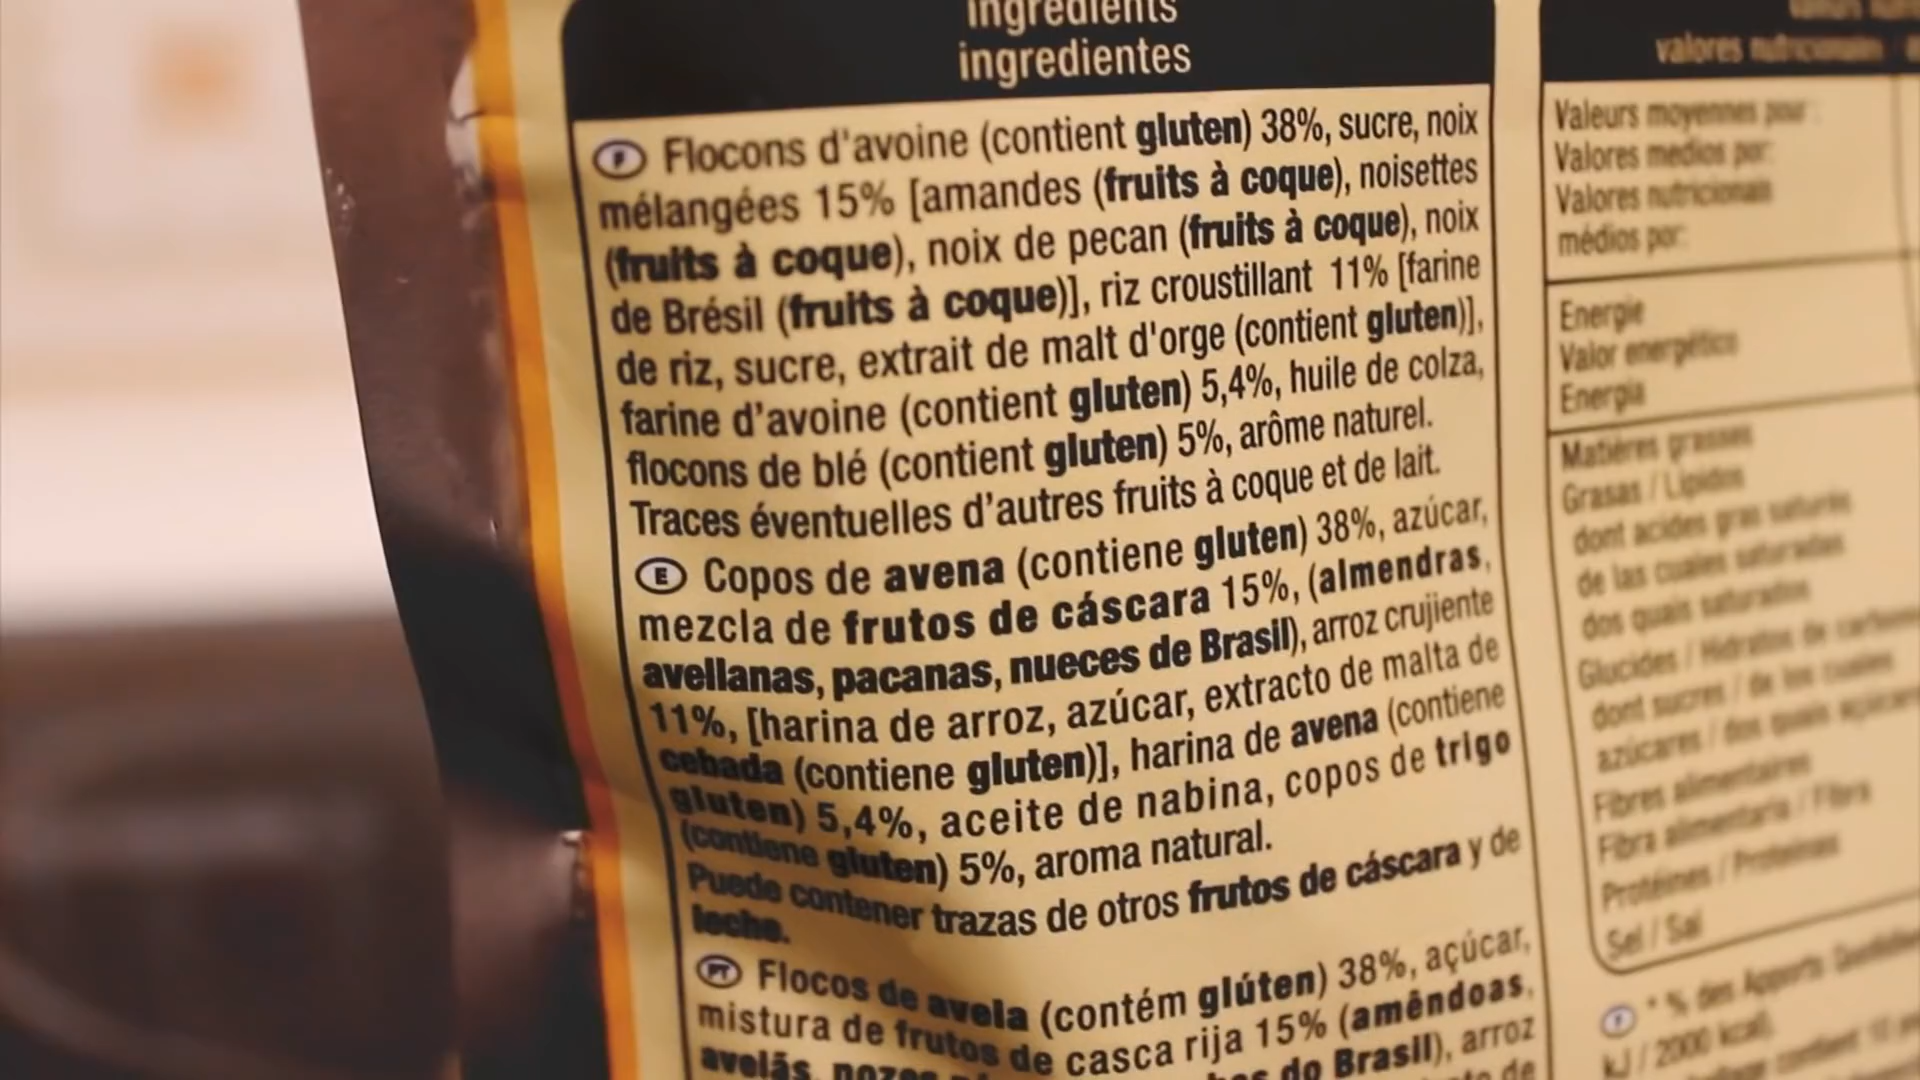 ingredients
ingredientes
F Flocons d'avoine (contient gluten) 38%, sucre, noix
mélangées 15% [amandes (fruits à coque), noisettes
(fruits à coque), noix de pecan (fruits à coque), noix
de Brésil (fruits à coque)], riz croustillant 11% [farine
de riz, sucre, extrait de malt d'orge (contient gluten)],
farine d'avoine (contient gluten) 5,4%, huile de colza,
flocons de blé (contient gluten) 5%, arôme naturel.
Traces éventuelles d'autres fruits à coque et de lait.
E Copos de avena (contiene gluten) 38%, azúcar,
mezcla de frutos de cáscara 15%, (almendras,
avellanas, pacanas, nueces de Brasil), arroz crujiente
11%, [harina de arroz, azúcar, extracto de malta de
cebada (contiene gluten)], harina de avena (contiene
gluten) 5,4%, aceite de nabina, copos de trigo
(contiene gluten) 5%, aroma natural.
Puede contener trazas de otros frutos de cáscara y de
leche.
PT Flocos de aveia (contém glúten) 38%, açúcar,
mistura de frutos de casca rija 15% (amêndoas,
avelãs, nozes do Brasil), arroz
de
valores nutricionales
Valeurs moyennes pour :
Valores medios por:
Valores nutricionais
médios por:
Energie
Valor energético
Energia
Matières grasses
Grasas / Lípidos
dont acides gras saturés
de las cuales saturadas
dos quais saturados
Glucides / Hidratos de carbono
dont sucres / de los cuales
azúcares / dos quais açúcares
Fibres alimentaires
Fibra alimentaria / Fibra
Protéines / Proteínas
Sel / Sal
F * % des Apports Quotidiens
kJ / 2000 kcal)
contient